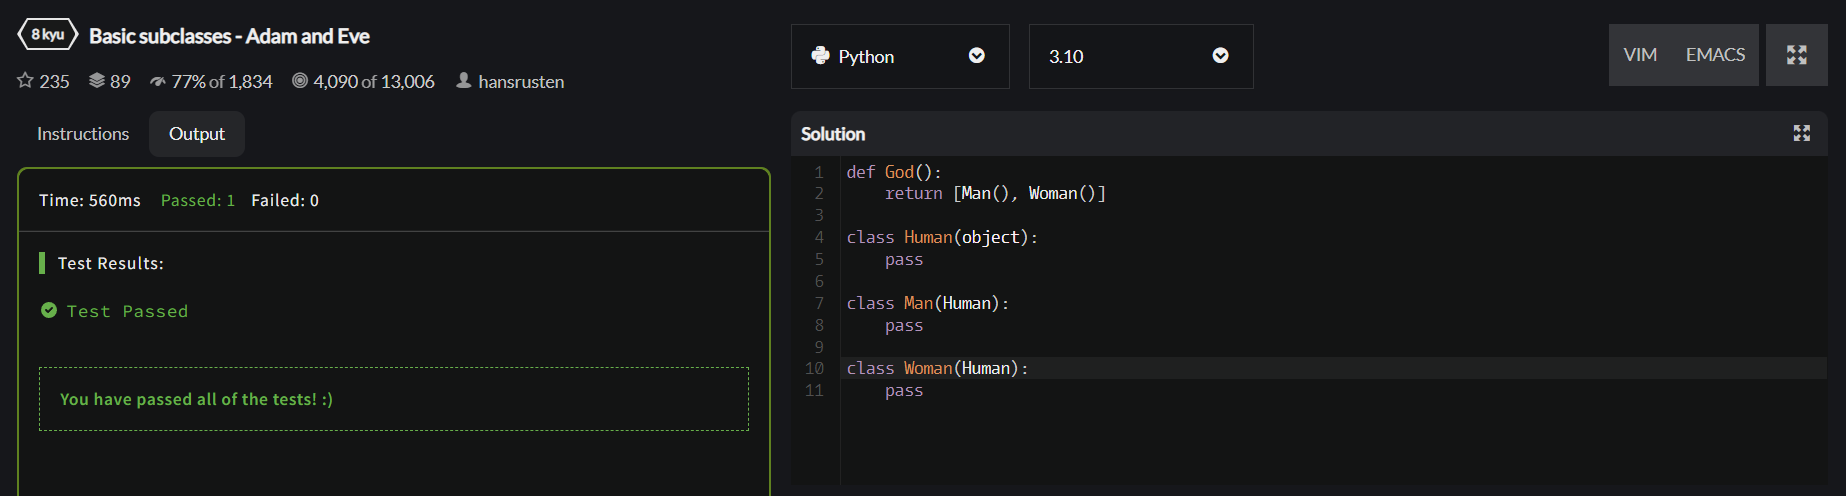 8 kyu Basic subclasses - Adam and Eve
235 89 77% of 1,834 4,090 of 13,006 hansrusten
Instructions Output
Time: 560ms Passed: 1 Failed: 0
Test Results:
Test Passed
You have passed all of the tests! :)
Python 3.10 VIM EMACS
Solution
1 def God():
2     return [Man(), Woman()]
3
4 class Human(object):
5     pass
6
7 class Man(Human):
8     pass
9
10 class Woman(Human):
11     pass